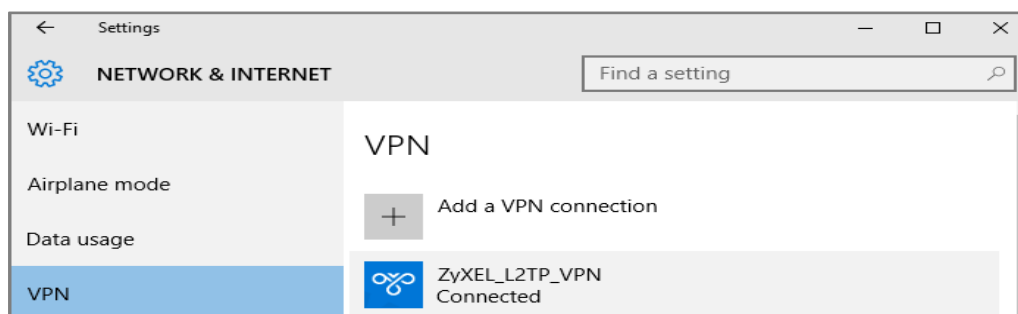 Settings
NETWORK & INTERNET
Find a setting
Wi-Fi
Airplane mode
Data usage
VPN
VPN
Add a VPN connection
ZyXEL_L2TP_VPN
Connected